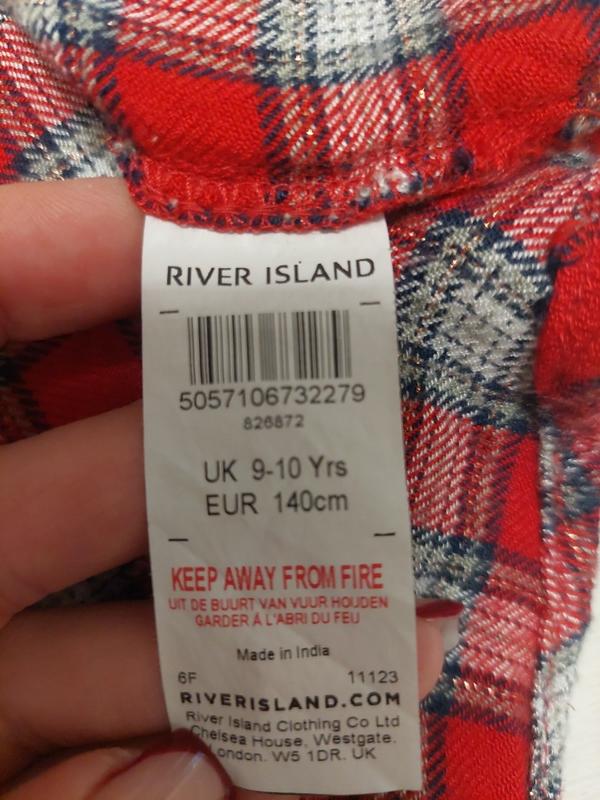 RIVER ISLAND
5057106732279
826872
UK 9-10 Yrs
EUR 140cm
KEEP AWAY FROM FIRE
UIT DE BUURT VAN VUUR HOUDEN
GARDER À L'ABRI DU FEU
Made in India
6F 11123
RIVERISLAND.COM
River Island Clothing Co Ltd
Chelsea House, Westgate.
London. W5 1DR. UK